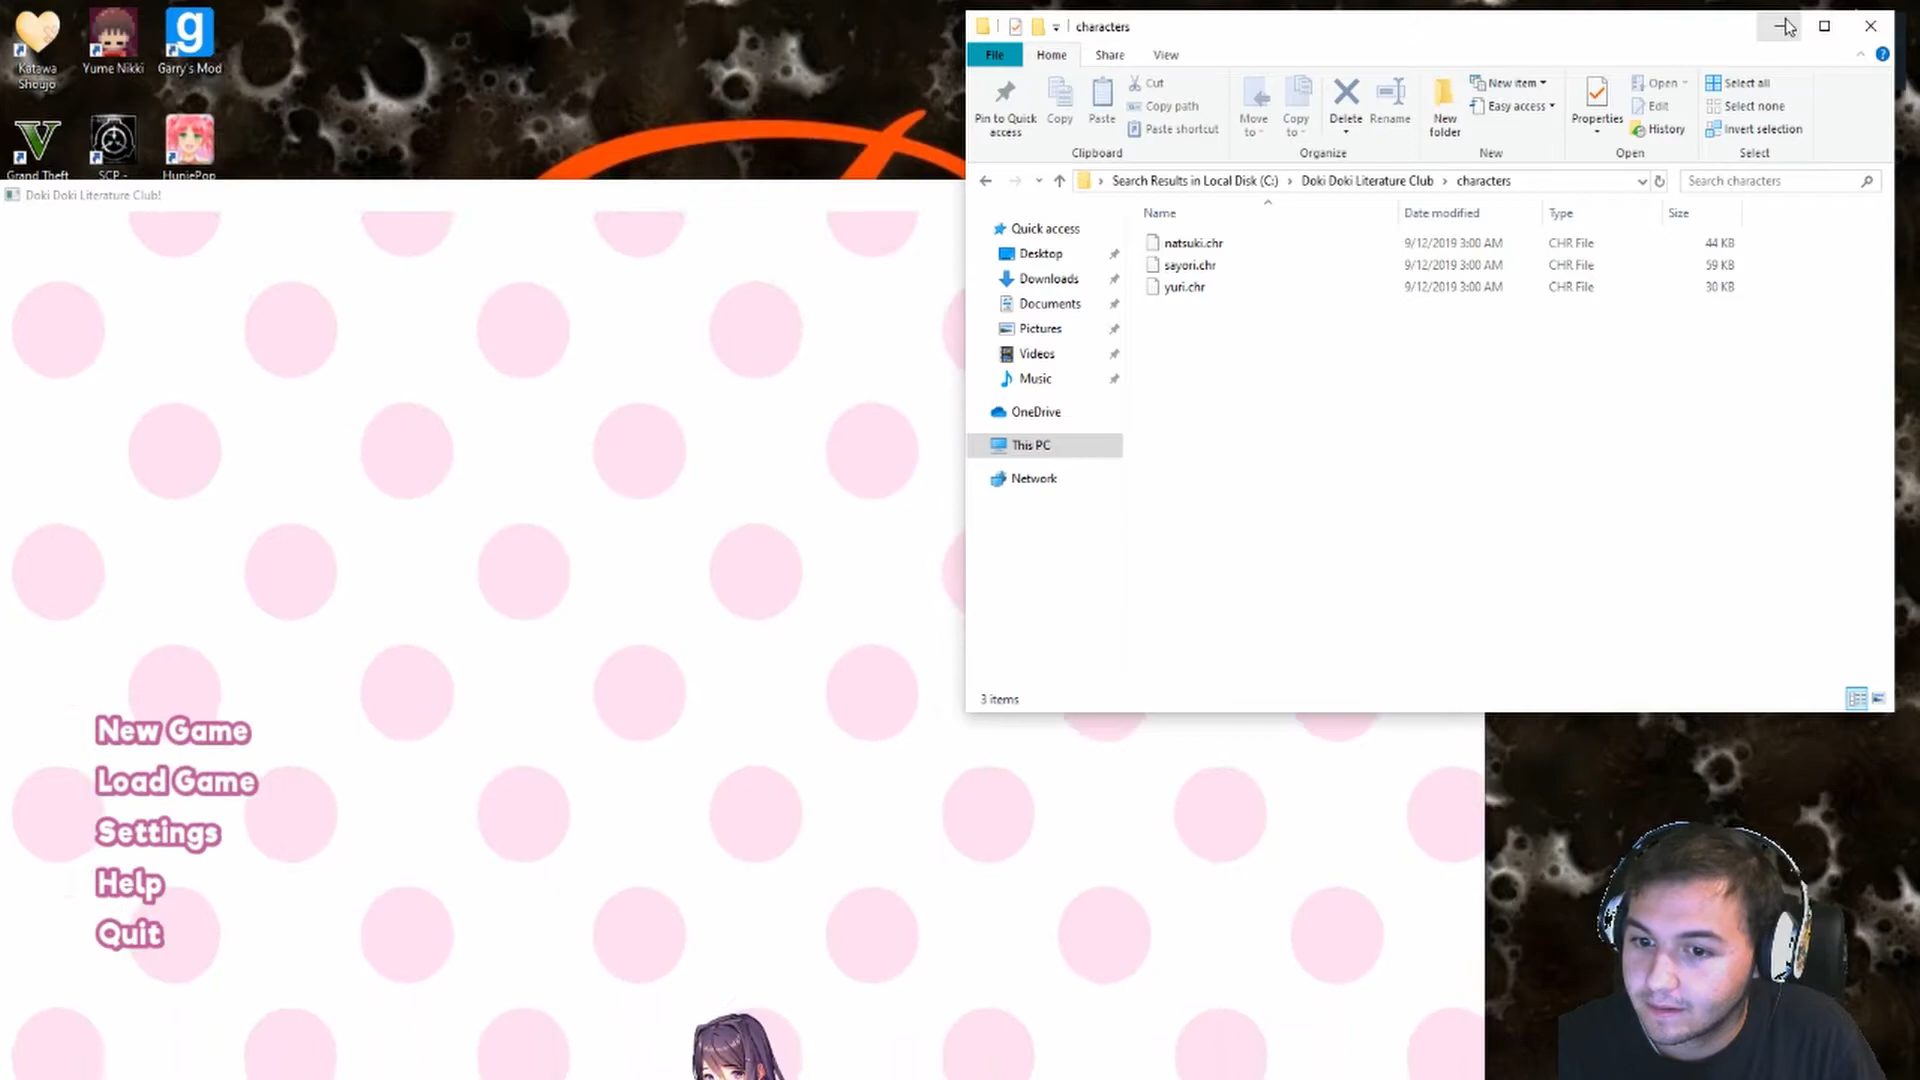 Katawa Shoujo
Yume Nikki
Garry's Mod
Grand Theft
SCP -
HuniePop
Doki Doki Literature Club!
New Game
Load Game
Settings
Help
Quit
characters
File Home Share View
Pin to Quick access
Copy
Paste
Cut
Copy path
Paste shortcut
Clipboard
Move to
Copy to
Delete
Rename
Organize
New folder
New item
Easy access
New
Properties
Open
Edit
History
Open
Select all
Select none
Invert selection
Select
Search Results in Local Disk (C:) Doki Doki Literature Club characters
Search characters
Quick access
Desktop
Downloads
Documents
Pictures
Videos
Music
OneDrive
This PC
Network
Name Date modified Type Size
natsuki.chr 9/12/2019 3:00 AM CHR File 44 KB
sayori.chr 9/12/2019 3:00 AM CHR File 59 KB
yuri.chr 9/12/2019 3:00 AM CHR File 30 KB
3 items